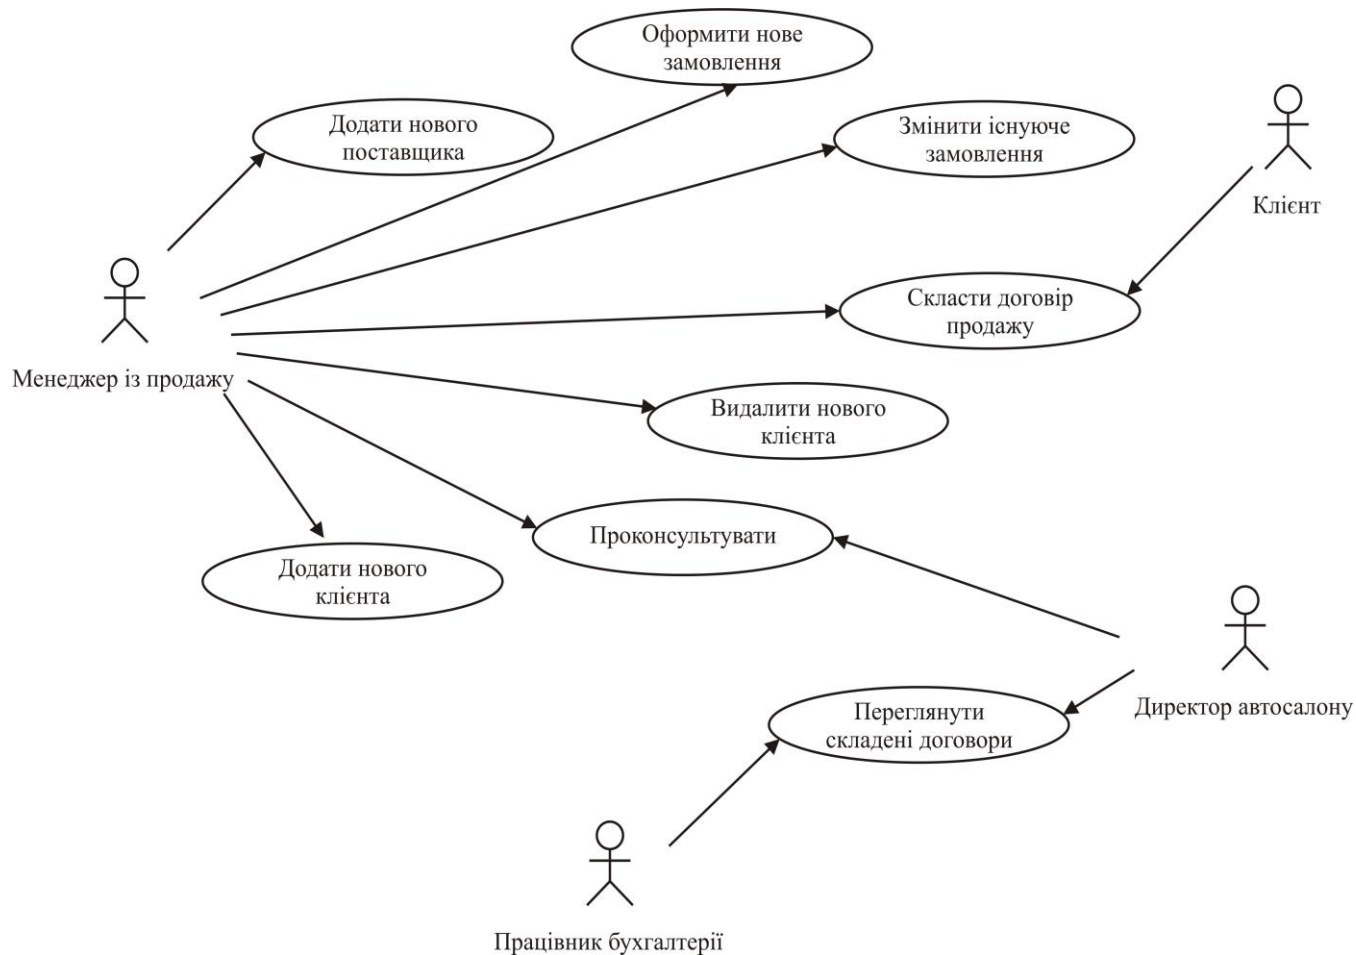 Оформити нове
замовлення
Додати нового
поставщика
Змінити існуюче
замовлення
Клієнт
Скласти договір
продажу
Менеджер із продажу
Видалити нового
клієнта
Проконсультувати
Додати нового
клієнта
Переглянути
складені договори
Директор автосалону
Працівник бухгалтерії